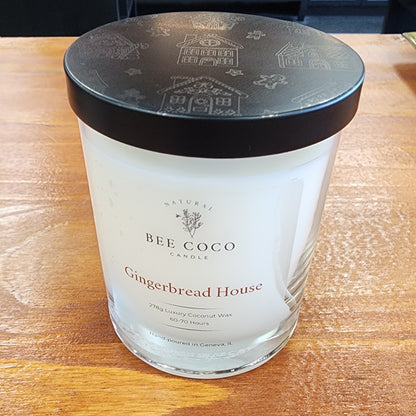 NATURAL
BEE COCO
CANDLE
Gingerbread House
278g Luxury Coconut Wax
60-70 Hours
Hand-poured in Geneva, IL